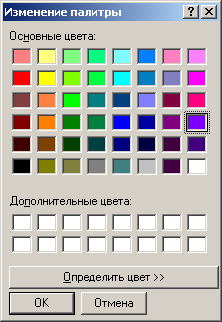 Изменение палитры
Основные цвета:
Дополнительные цвета:
Определить цвет >>
OK
Отмена